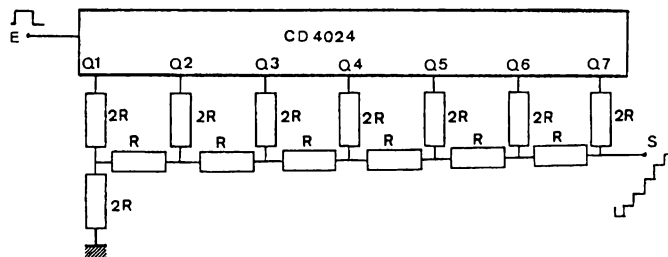 E
CD 4024
Q1 Q2 Q3 Q4 Q5 Q6 Q7
2R 2R 2R 2R 2R 2R 2R
R R R R R R
S
2R